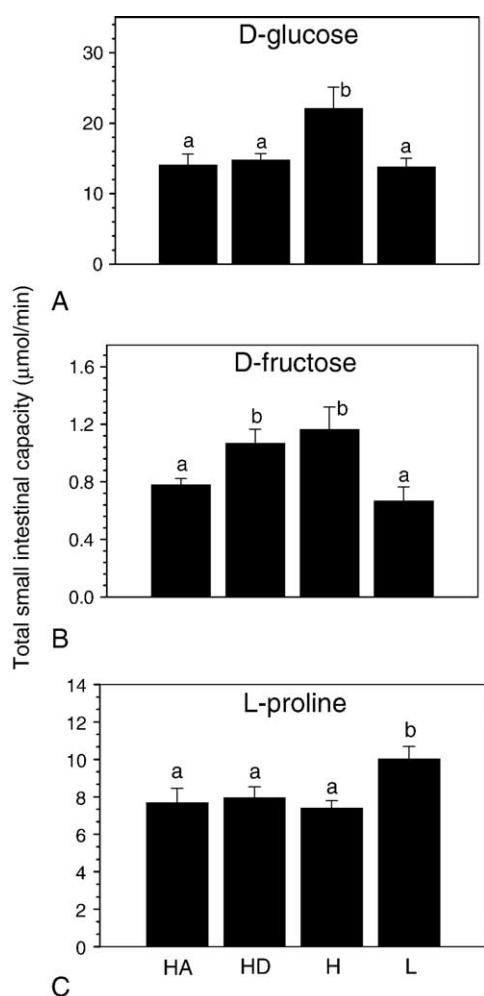 Total small intestinal capacity (μmol/min)
D-glucose
30
20
10
0
a
a
b
a
A
D-fructose
1.6
1.2
0.8
0.4
0.0
a
b
b
a
B
L-proline
14
12
10
8
6
4
2
0
a
a
a
b
HA HD H L
C